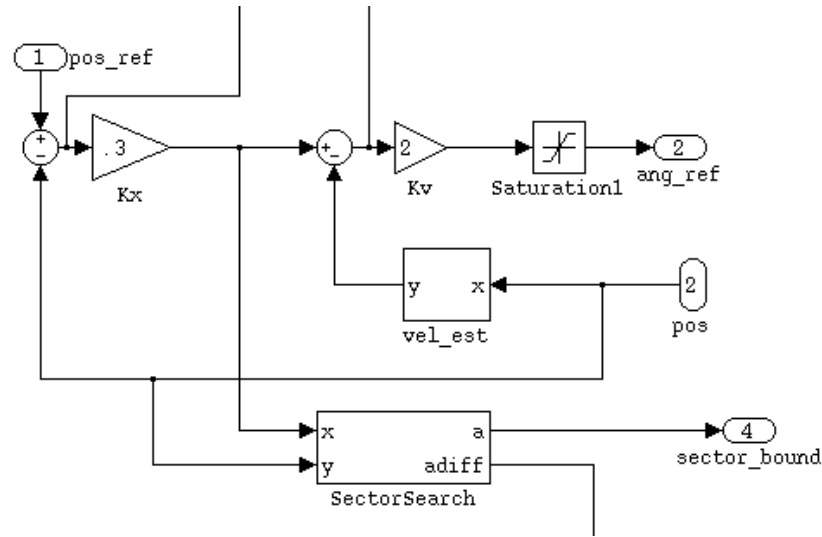 1
pos_ref
+
-
.3
Kx
+
-
2
Kv
Saturation1
2
ang_ref
y
x
vel_est
2
pos
x
a
y
adiff
SectorSearch
4
sector_bound